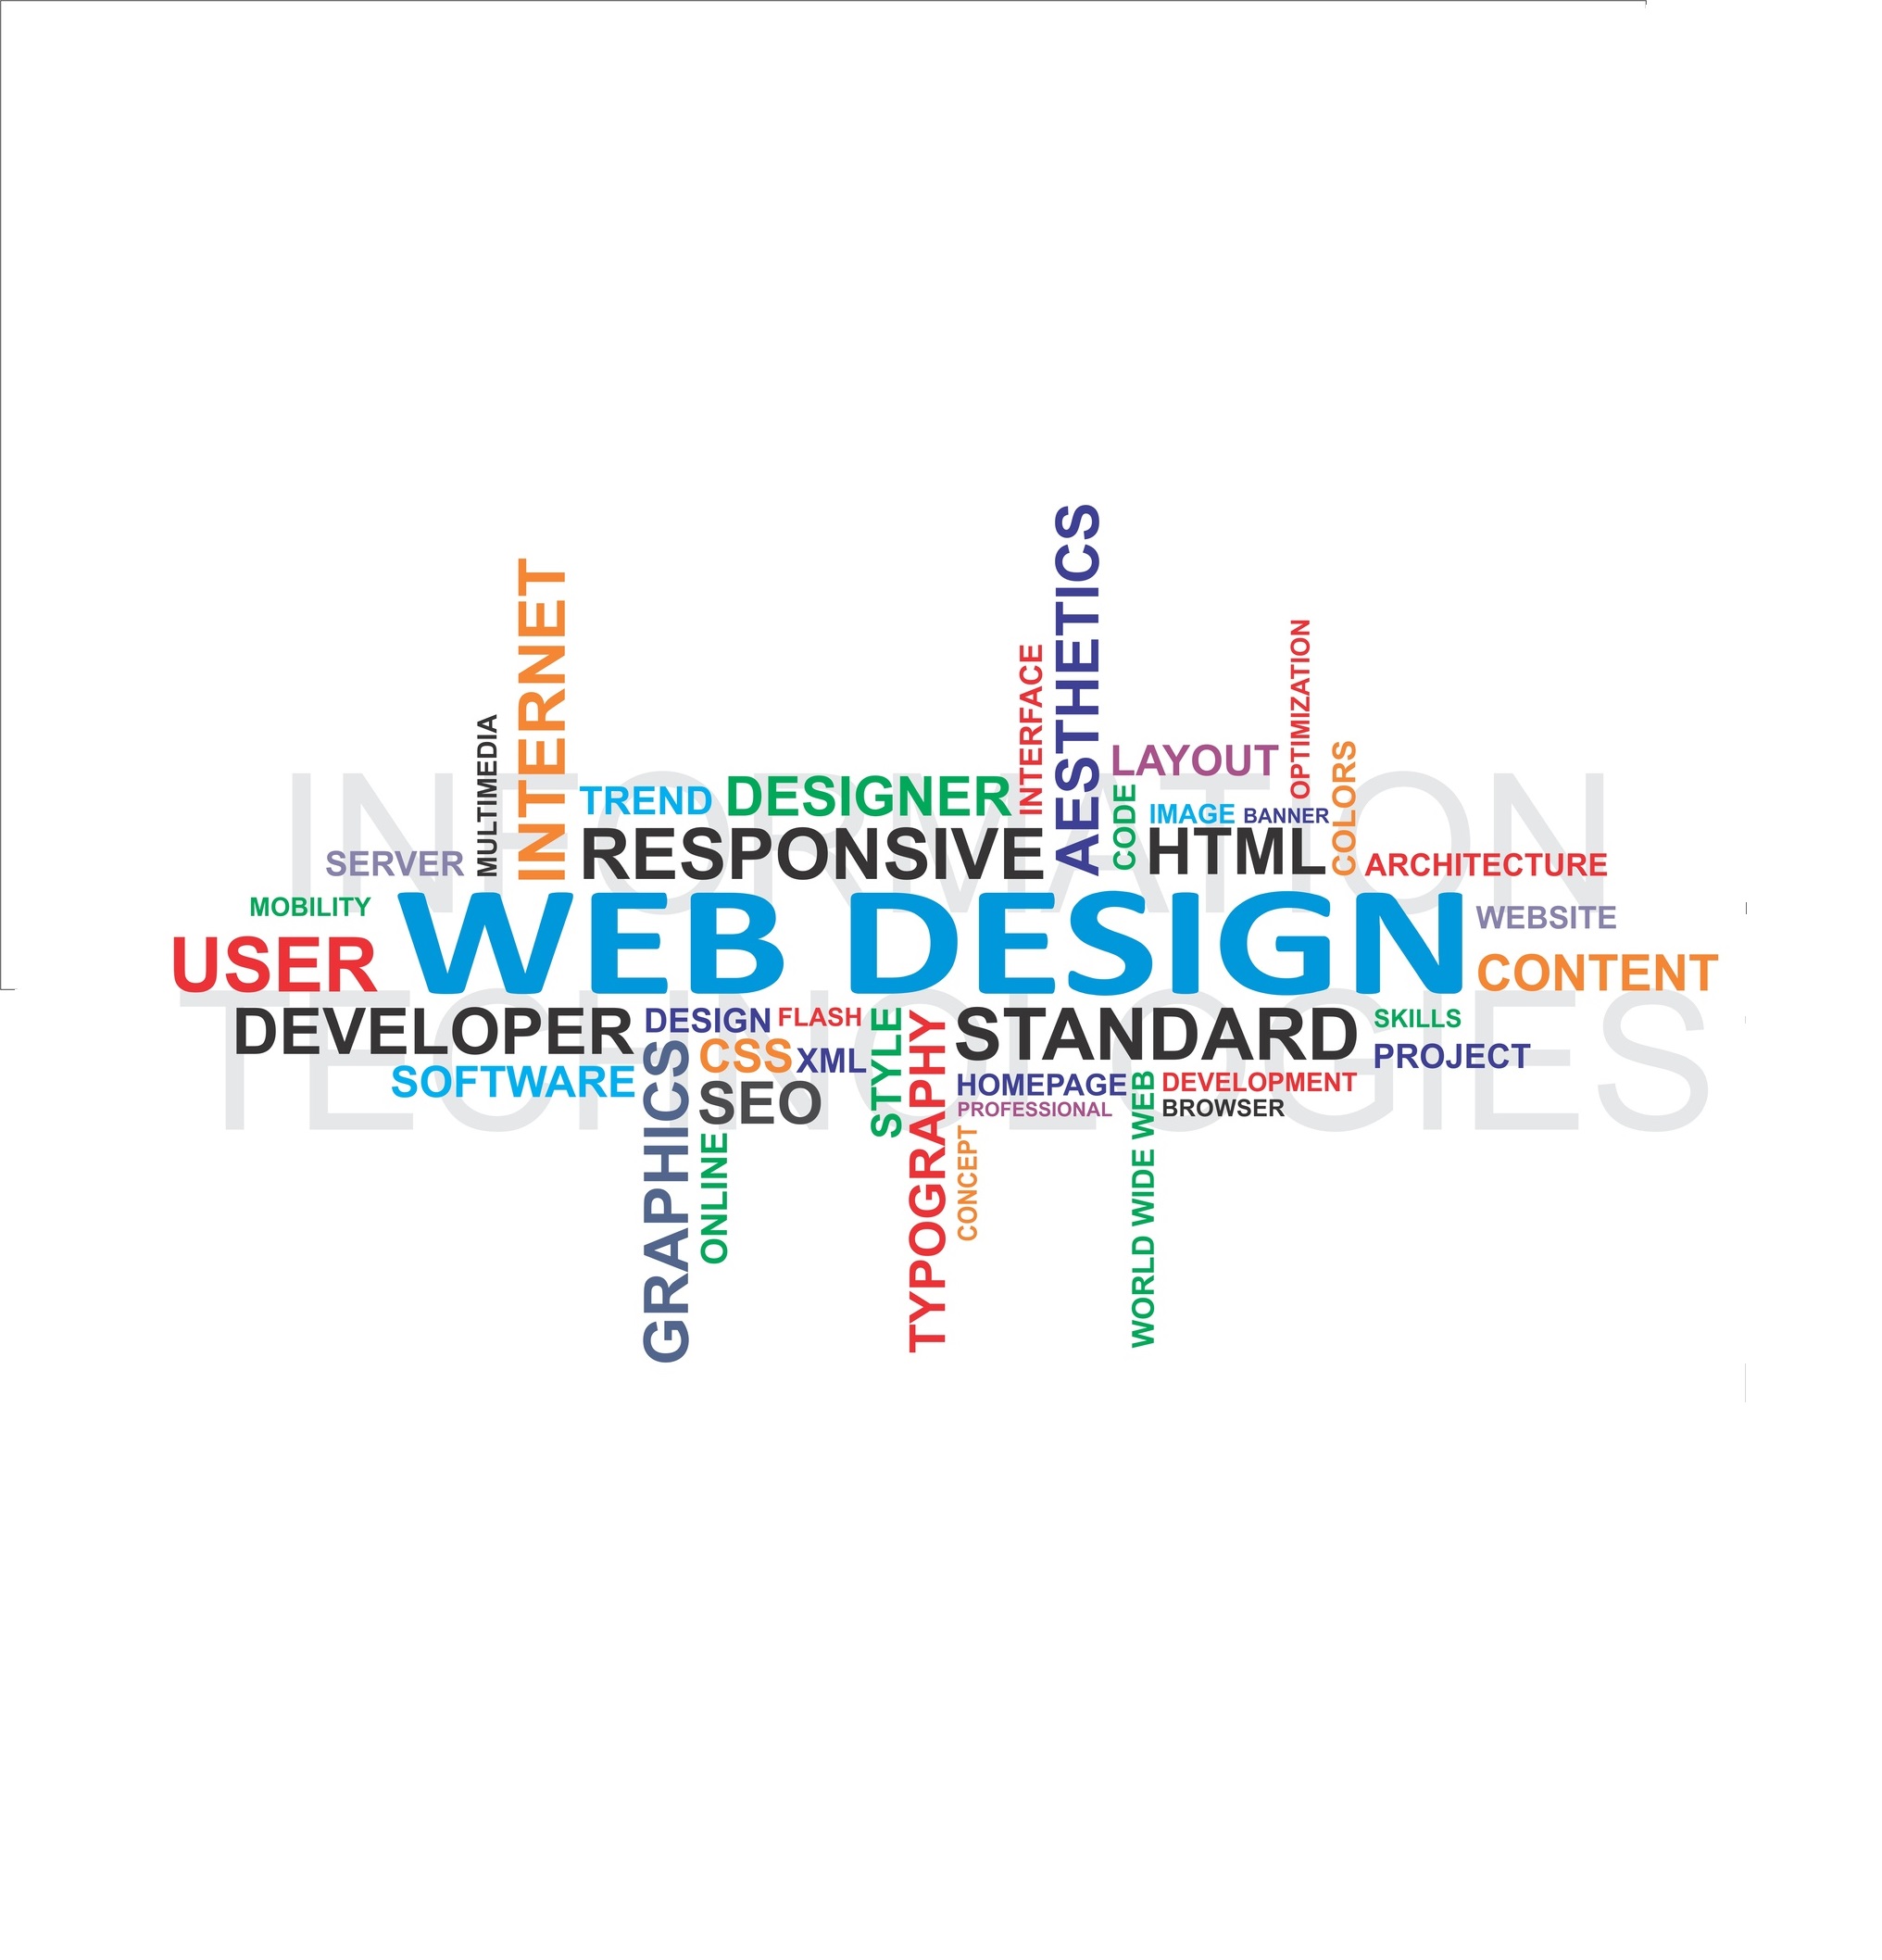 AESTHETICS
INTERNET
OPTIMIZATION
INTERFACE
MULTIMEDIA
LAYOUT
COLORS
INFORMATION
TREND DESIGNER
CODE
IMAGE BANNER
RESPONSIVE
HTML
SERVER
ARCHITECTURE
MOBILITY
WEB DESIGN
WEBSITE
USER
CONTENT
TECHNOLOGIES
DEVELOPER
DESIGN FLASH
STYLE
TYPOGRAPHY
STANDARD
SKILLS
GRAPHICS
CSS XML
PROJECT
SOFTWARE
SEO
HOMEPAGE
WORLD WIDE WEB
DEVELOPMENT
PROFESSIONAL
BROWSER
ONLINE
CONCEPT